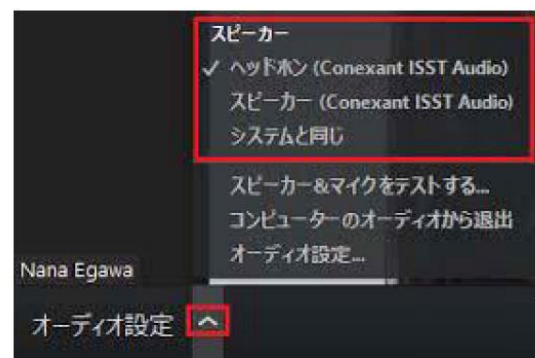 スピーカー
✓ ヘッドホン (Conexant ISST Audio)
スピーカー (Conexant ISST Audio)
システムと同じ
スピーカー&マイクをテストする...
コンピューターのオーディオから退出
オーディオ設定...
Nana Egawa
オーディオ設定